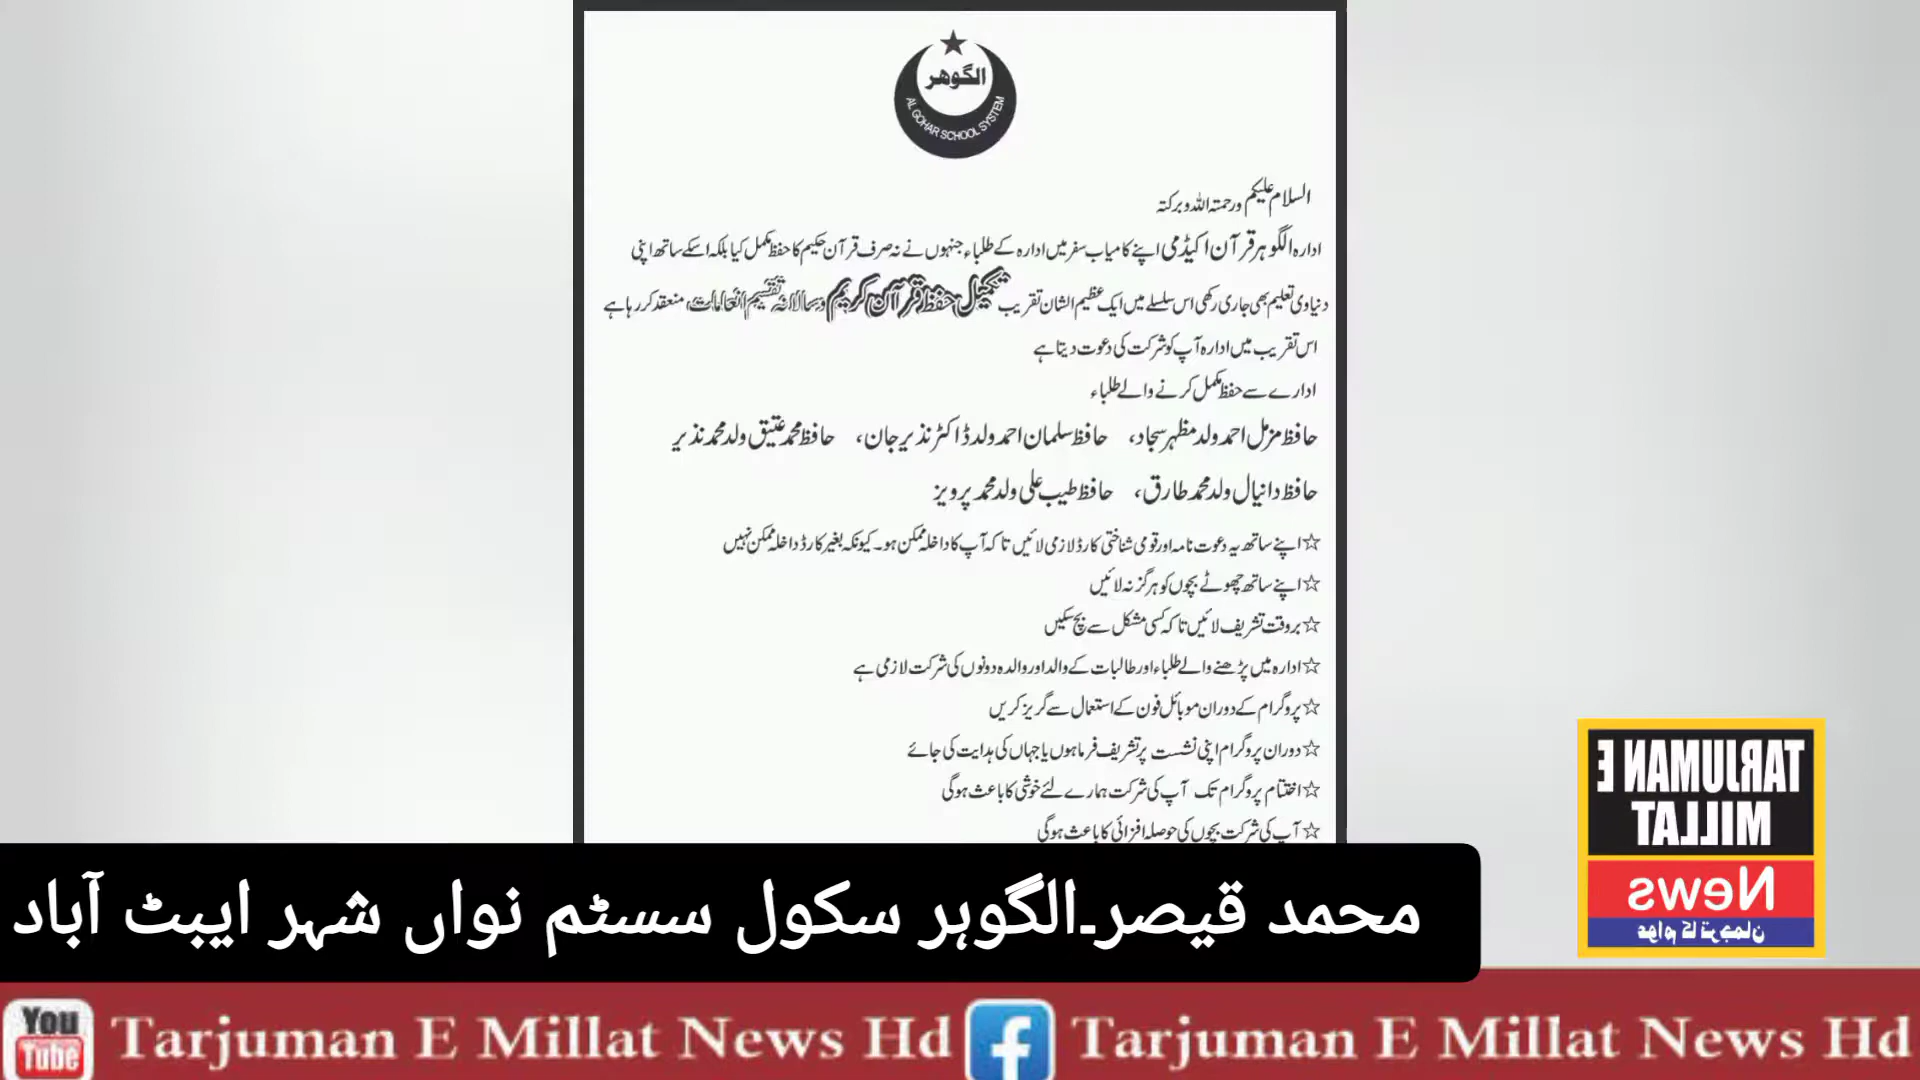 الگوھر
AL GOHAR SCHOOL SYSTEM
السلام علیکم ورحمتہ اللہ وبرکتہ
ادارہ الگوہر قرآن اکیڈمی اپنے کامیاب سفر میں ادارہ کے طلباء جنہوں نے نہ صرف قرآن حکیم کا حفظ مکمل کیا بلکہ اسکے ساتھ اپنی
دنیاوی تعلیم بھی جاری رکھی اس سلسلے میں ایک عظیم الشان تقریب تکمیل حفظ قرآن کریم وسالانہ تقسیم انعامات، منعقد کر رہا ہے
اس تقریب میں ادارہ آپ کو شرکت کی دعوت دیتا ہے
ادارے سے حفظ مکمل کرنے والے طلباء
حافظ مزمل احمد ولد مظہر سجاد، حافظ سلمان احمد ولد ڈاکٹر نذیر جان، حافظ محمد عتیق ولد محمد نذیر
حافظ دانیال ولد محمد طارق، حافظ طیب علی ولد محمد پرویز
☆ اپنے ساتھ یہ دعوت نامہ اور قومی شناختی کارڈ لازمی لائیں تا کہ آپ کا داخلہ ممکن ہو۔ کیونکہ بغیر کارڈ داخلہ ممکن نہیں
☆ اپنے ساتھ چھوٹے بچوں کو ہرگز نہ لائیں
☆ بروقت تشریف لائیں تا کہ کسی مشکل سے بچ سکیں
☆ ادارہ میں پڑھنے والے طلباء اور طالبات کے والد اور والدہ دونوں کی شرکت لازمی ہے
☆ پروگرام کے دوران موبائل فون کے استعمال سے گریز کریں
☆ دوران پروگرام اپنی نشست پر تشریف فرما ہوں یا جہاں کی ہدایت کی جائے
☆ اختتام پروگرام تک آپ کی شرکت ہمارے لئے خوشی کا باعث ہوگی
☆ آپ کی شرکت بچوں کی حوصلہ افزائی کا باعث ہوگی
TARJUMAN E
MILLAT
News
عوام کا ترجمان
محمد قیصر۔الگوہر سکول سسٹم نواں شہر ایبٹ آباد
You Tube Tarjuman E Millat News Hd f Tarjuman E Millat News Hd